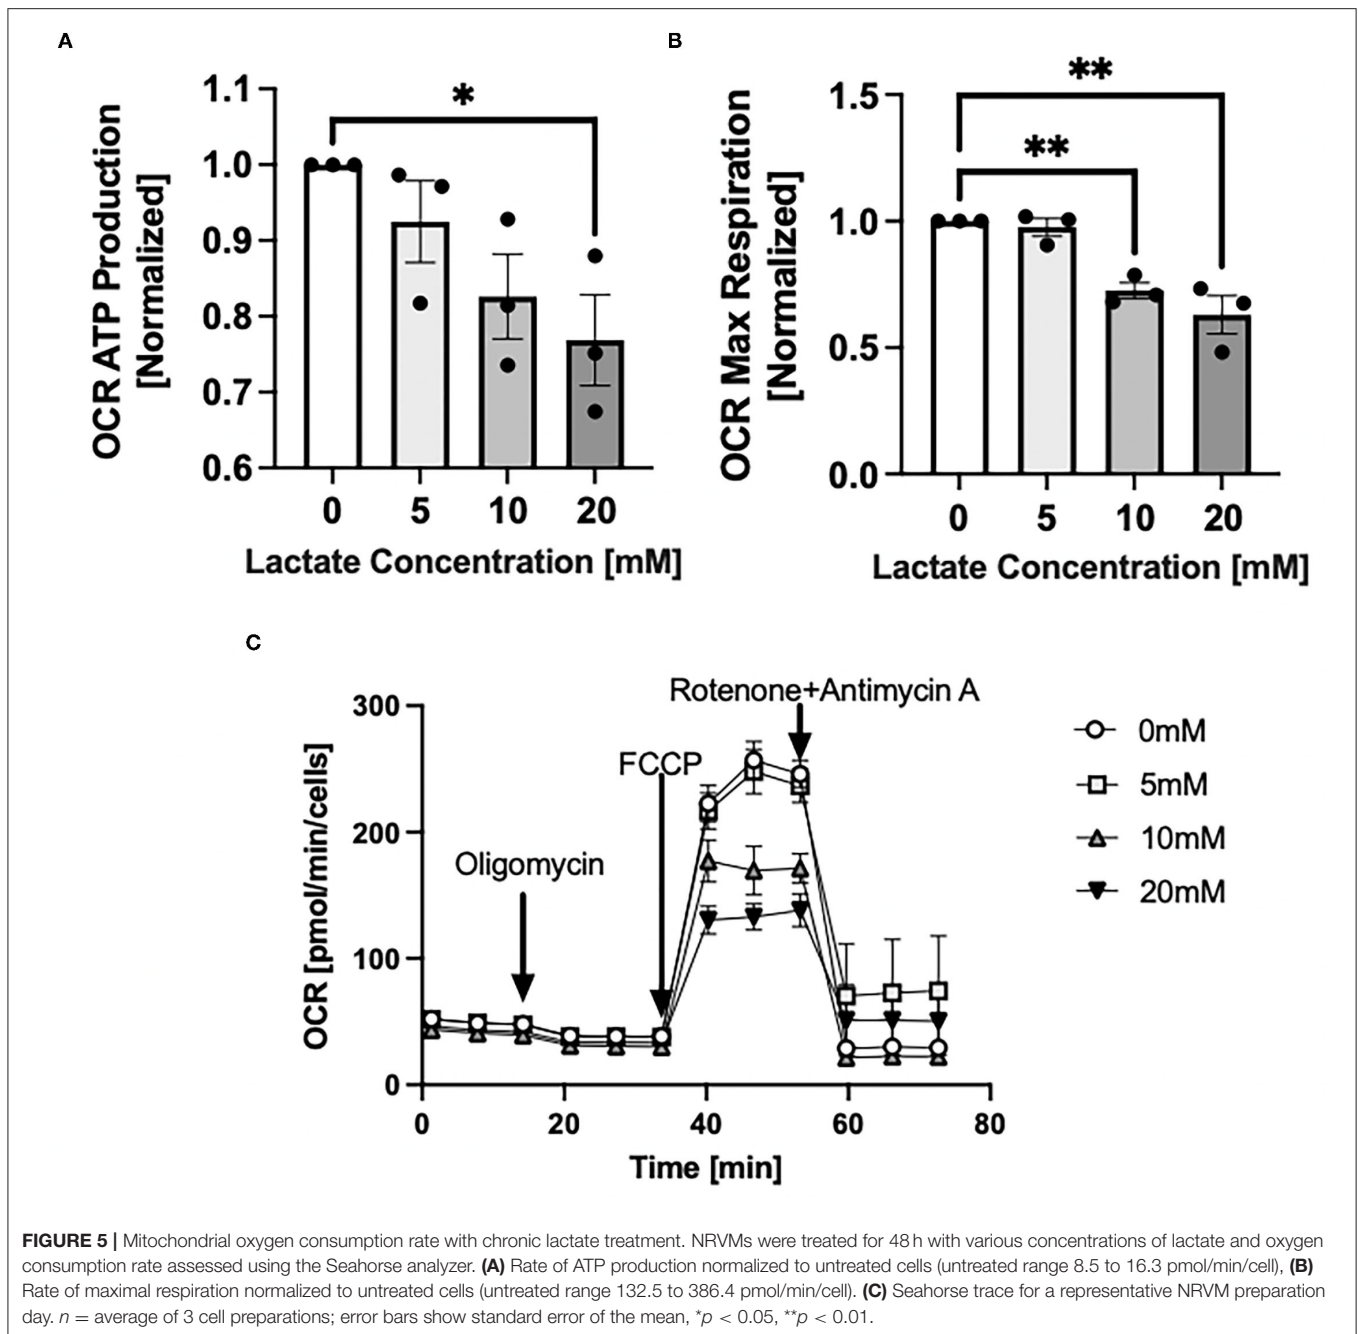 A
B
OCR ATP Production
[Normalized]
1.1
1.0
0.9
0.8
0.7
0.6
*
0 5 10 20
Lactate Concentration [mM]
OCR Max Respiration
[Normalized]
1.5
1.0
0.5
0.0
**
**
0 5 10 20
Lactate Concentration [mM]
C
OCR [pmol/min/cells]
300
200
100
0
Oligomycin
FCCP
Rotenone+Antimycin A
0 20 40 60 80
Time [min]
0mM
5mM
10mM
20mM
FIGURE 5 | Mitochondrial oxygen consumption rate with chronic lactate treatment. NRVMs were treated for 48 h with various concentrations of lactate and oxygen
consumption rate assessed using the Seahorse analyzer. (A) Rate of ATP production normalized to untreated cells (untreated range 8.5 to 16.3 pmol/min/cell), (B)
Rate of maximal respiration normalized to untreated cells (untreated range 132.5 to 386.4 pmol/min/cell). (C) Seahorse trace for a representative NRVM preparation
day. n = average of 3 cell preparations; error bars show standard error of the mean, *p < 0.05, **p < 0.01.